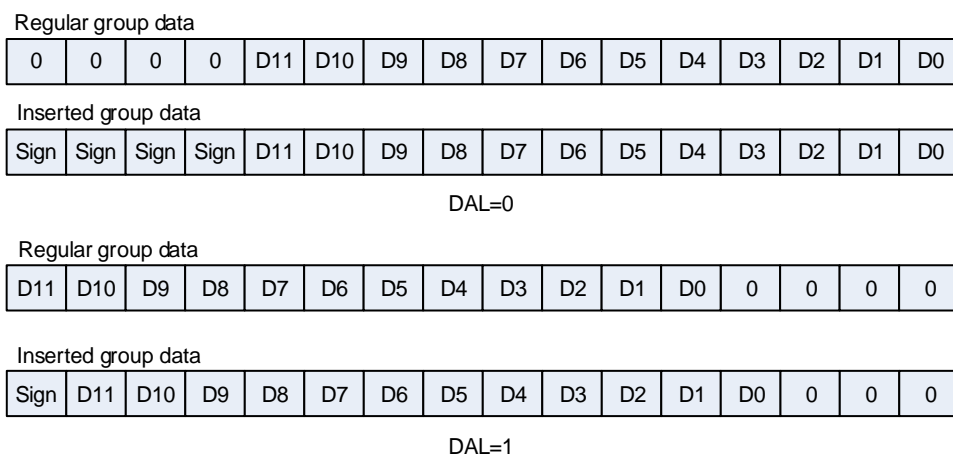 Regular group data
0 0 0 0 D11 D10 D9 D8 D7 D6 D5 D4 D3 D2 D1 D0
Inserted group data
Sign Sign Sign Sign D11 D10 D9 D8 D7 D6 D5 D4 D3 D2 D1 D0
DAL=0
Regular group data
D11 D10 D9 D8 D7 D6 D5 D4 D3 D2 D1 D0 0 0 0 0
Inserted group data
Sign D11 D10 D9 D8 D7 D6 D5 D4 D3 D2 D1 D0 0 0 0
DAL=1